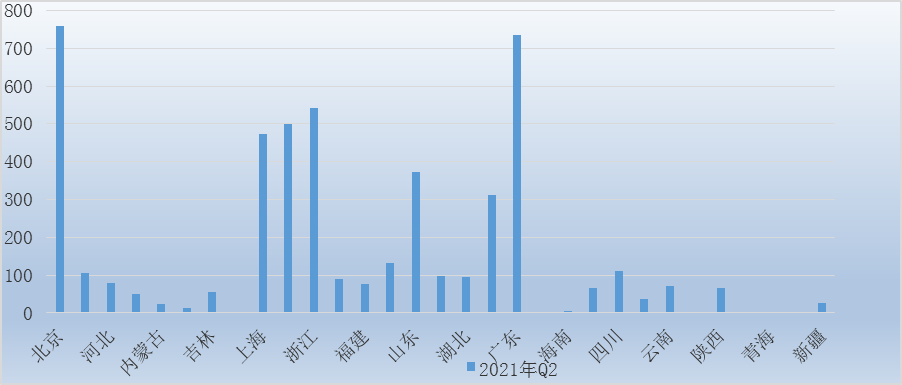 800
700
600
500
400
300
200
100
0
北京
河北
内蒙古
吉林
上海
浙江
福建
山东
湖北
广东
海南
四川
云南
陕西
青海
新疆
2021年Q2